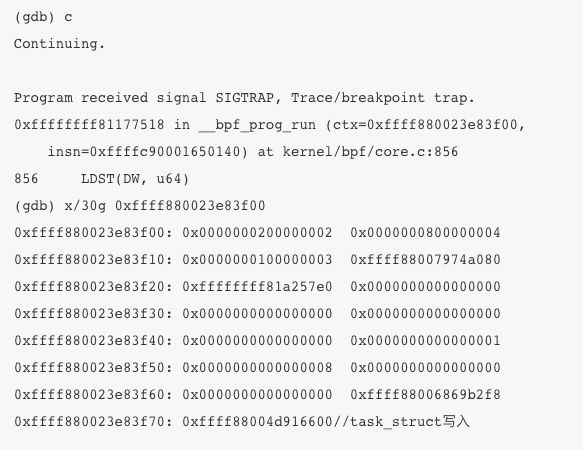 (gdb) c
Continuing.
Program received signal SIGTRAP, Trace/breakpoint trap.
0xffffffff81177518 in __bpf_prog_run (ctx=0xffff880023e83f00,
insn=0xffffc90001650140) at kernel/bpf/core.c:856
856     LDST(DW, u64)
(gdb) x/30g 0xffff880023e83f00
0xffff880023e83f00: 0x0000000200000002  0x0000000800000004
0xffff880023e83f10: 0x0000000100000003  0xffff88007974a080
0xffff880023e83f20: 0xffffffff81a257e0  0x0000000000000000
0xffff880023e83f30: 0x0000000000000000  0x0000000000000000
0xffff880023e83f40: 0x0000000000000000  0x0000000000000001
0xffff880023e83f50: 0x0000000000000008  0x0000000000000000
0xffff880023e83f60: 0x0000000000000000  0xffff88006869b2f8
0xffff880023e83f70: 0xffff88004d916600//task_struct写入